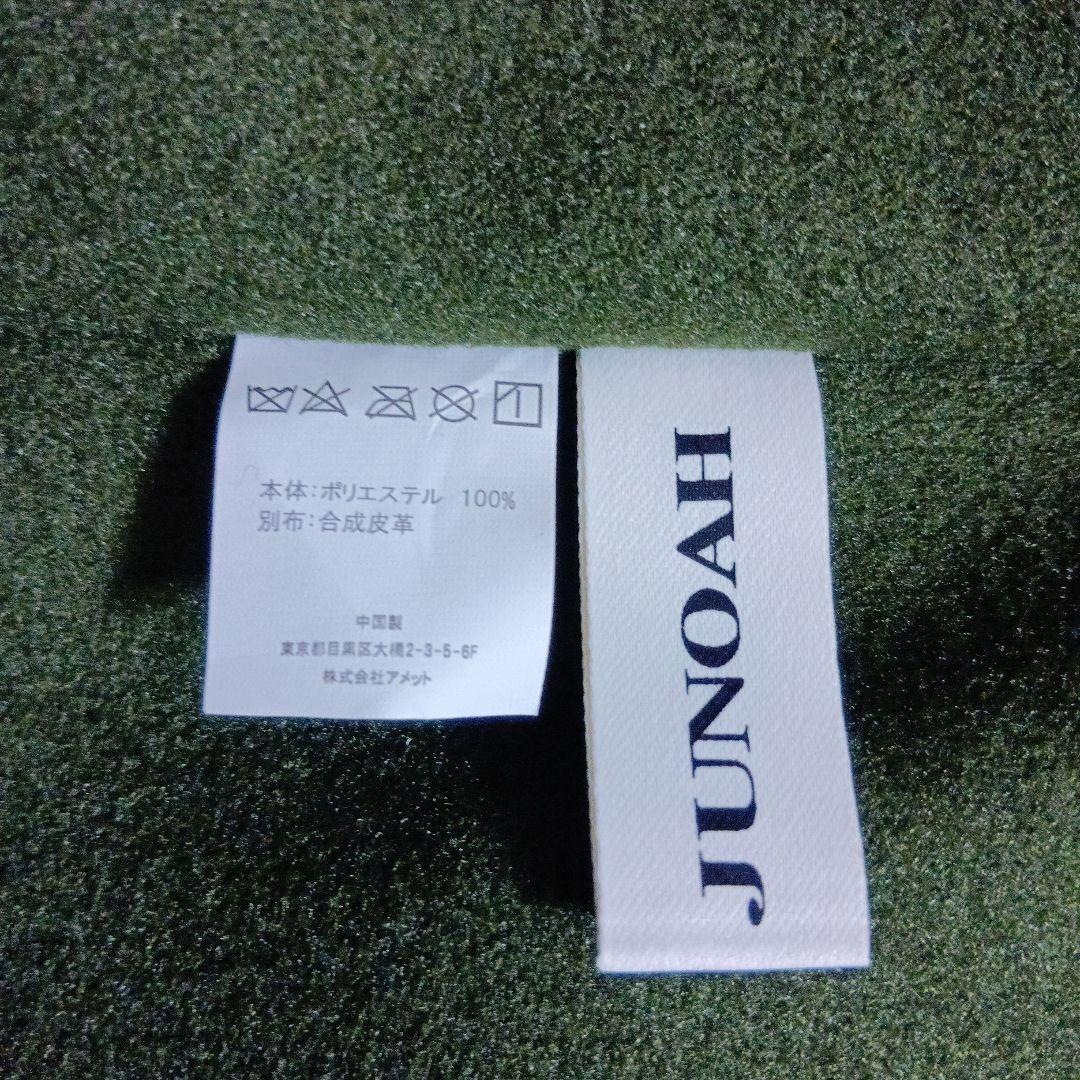 本体：ポリエステル 100%
別布：合成皮革
中国製
東京都目黒区大橋2-3-5-6F
株式会社アメット
JUNOAH